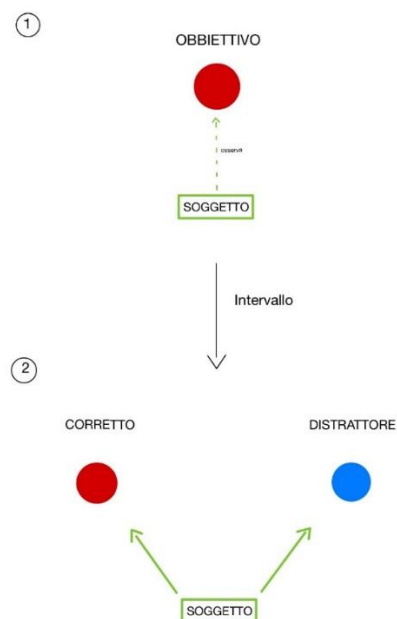 1
OBBIETTIVO
osserva
SOGGETTO
Intervallo
2
CORRETTO
DISTRATTORE
SOGGETTO